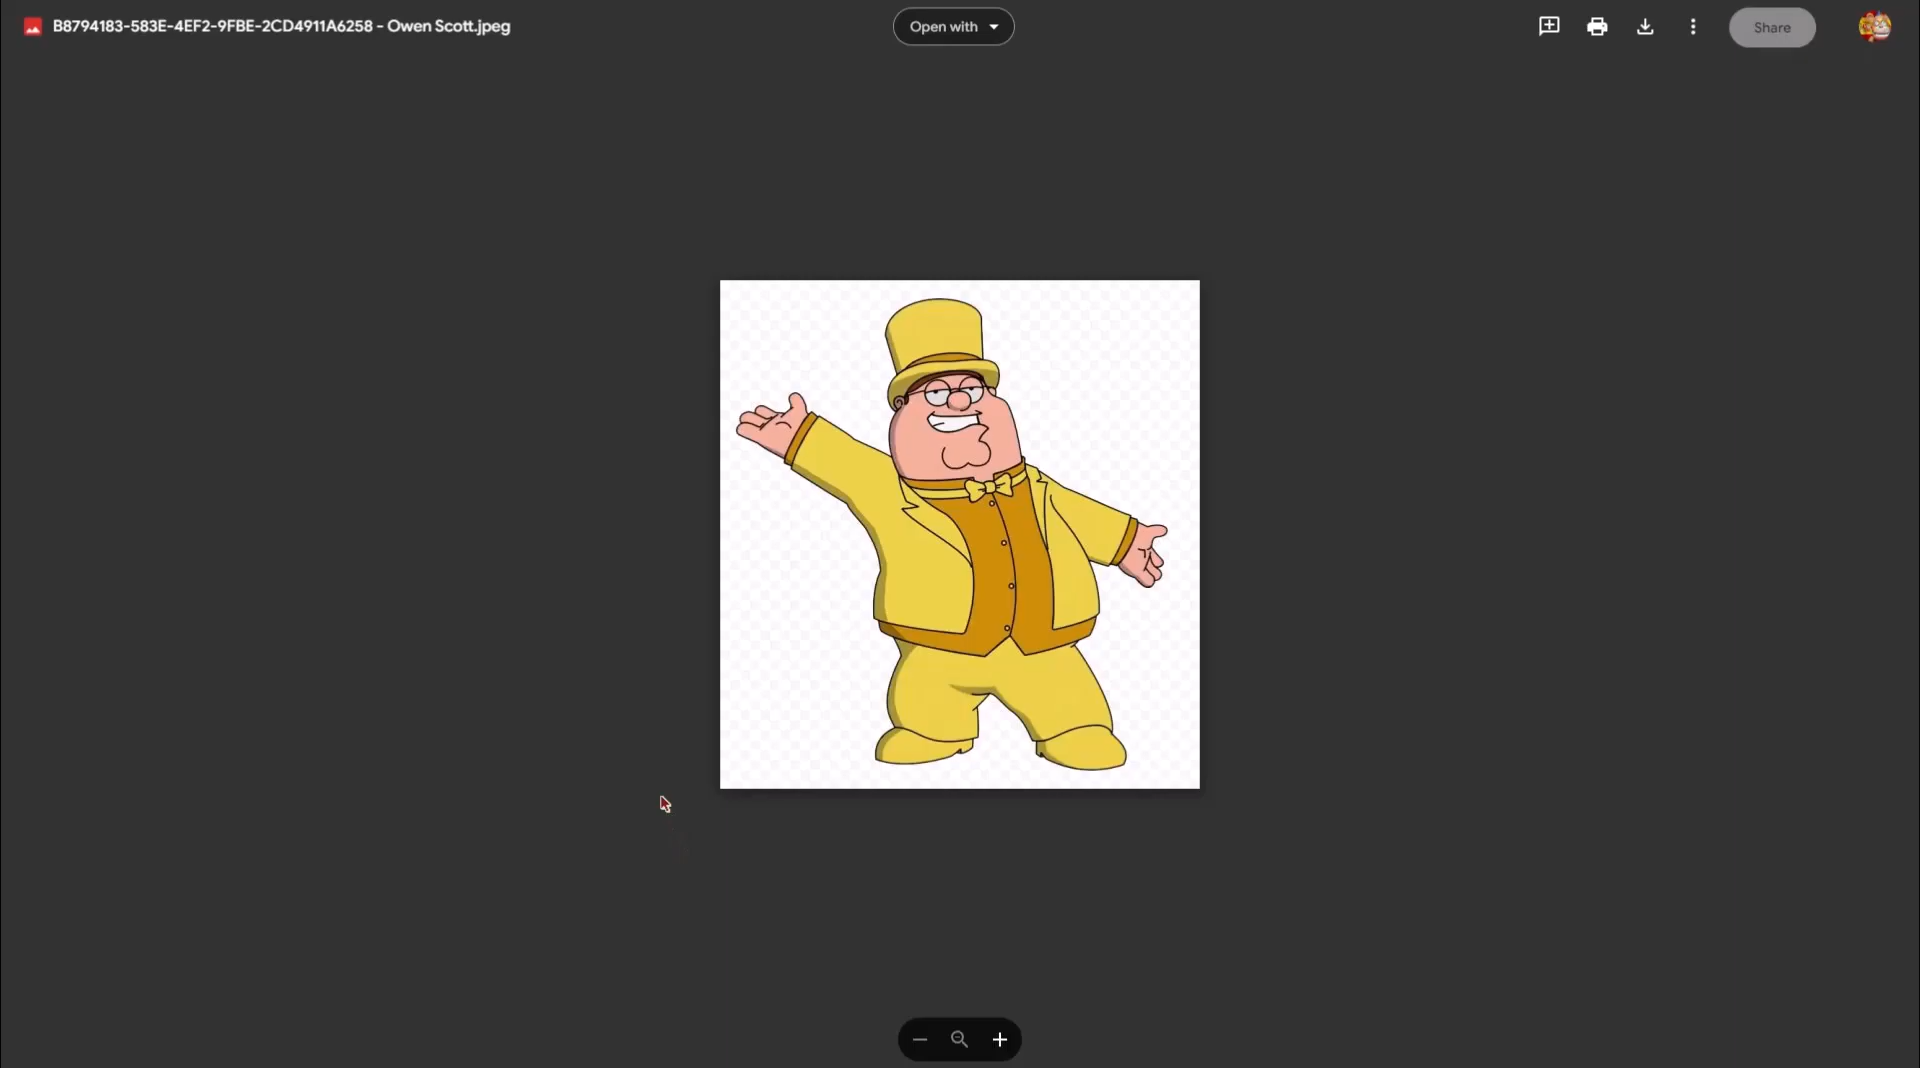 B8794183-583E-4EF2-9FBE-2CD4911A6258 - Owen Scott.jpeg
Open with
Share